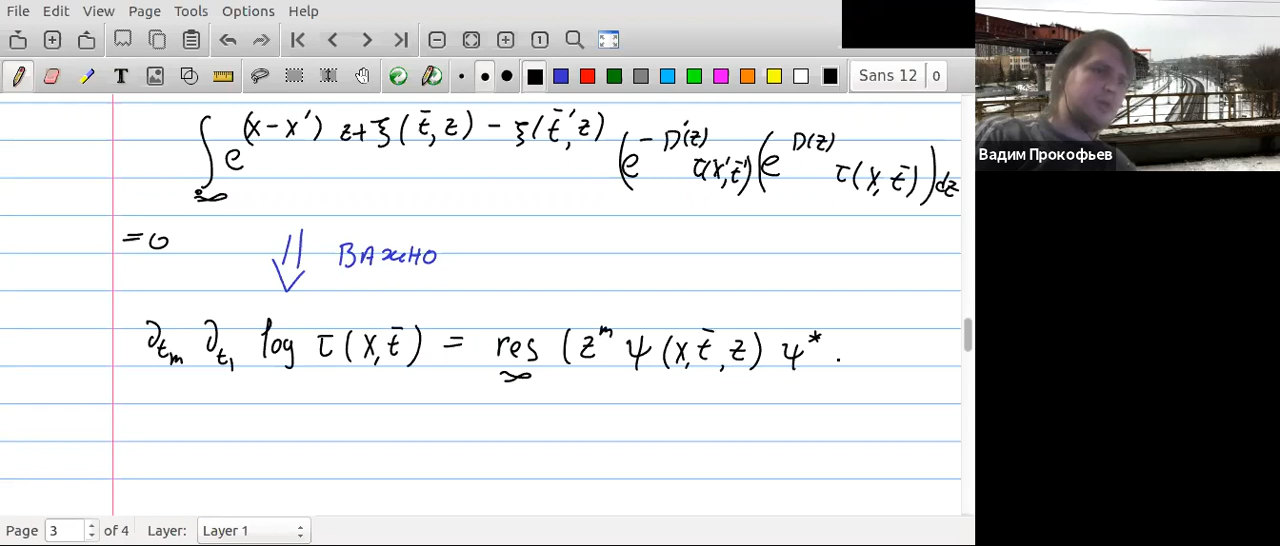 File Edit View Page Tools Options Help
Sans 12 0
∫_∞ e^{(x-x')z+ξ(t̄,z)-ξ(t̄',z)} (e^{-D'(z)} τ(x',t̄')(e^{D(z)} τ(x,t̄))dz
=0
ВАЖНО
∂_{t_m} ∂_{t_1} log τ(x,t̄) = res_∞ (z^m ψ(x,t̄,z) ψ* .
Вадим Прокофьев
Page 3 of 4 Layer: Layer 1